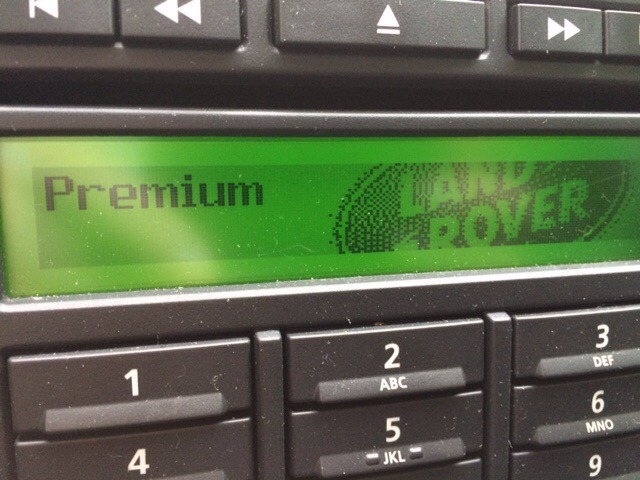 Premium
LAND
ROVER
1
2
ABC
3
DEF
4
5
JKL
6
MNO
9